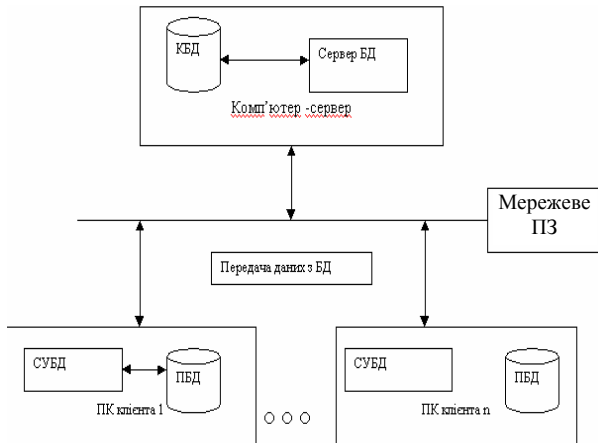 КБД
Сервер БД
Комп'ютер -сервер
Мережеве
ПЗ
Передача даних з БД
СУБД
ПБД
ПК клієнта 1
СУБД
ПБД
ПК клієнта n